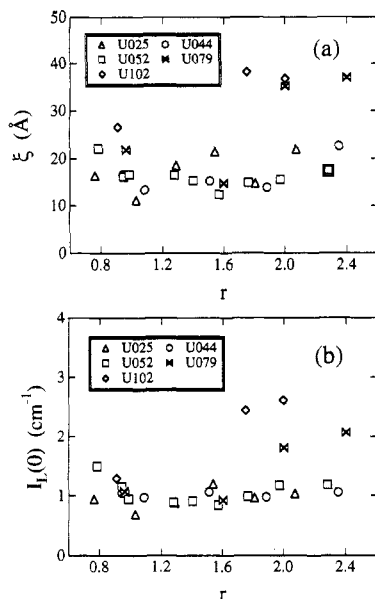 (a)
U025 U044
U052 U079
U102
ξ (Å)
50
40
30
20
10
0
0.8 1.2 1.6 2.0 2.4
r
(b)
U025 U044
U052 U079
U102
I_L(0) (cm⁻¹)
4
3
2
1
0
0.8 1.2 1.6 2.0 2.4
r